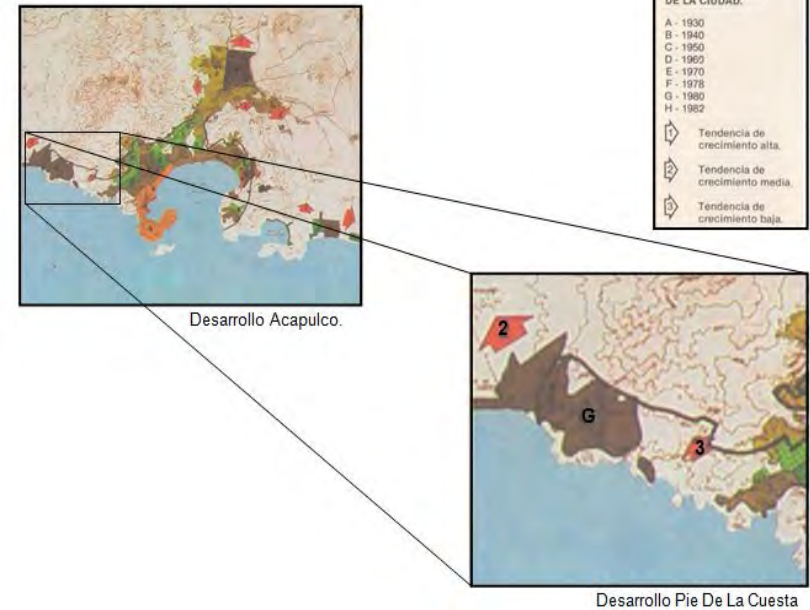 DE LA CIUDAD.
A - 1930
B - 1940
C - 1950
D - 1960
E - 1970
F - 1978
G - 1980
H - 1982
1 Tendencia de
crecimiento alta.
2 Tendencia de
crecimiento media.
3 Tendencia de
crecimiento baja.
Desarrollo Acapulco.
2
G
3
Desarrollo Pie De La Cuesta